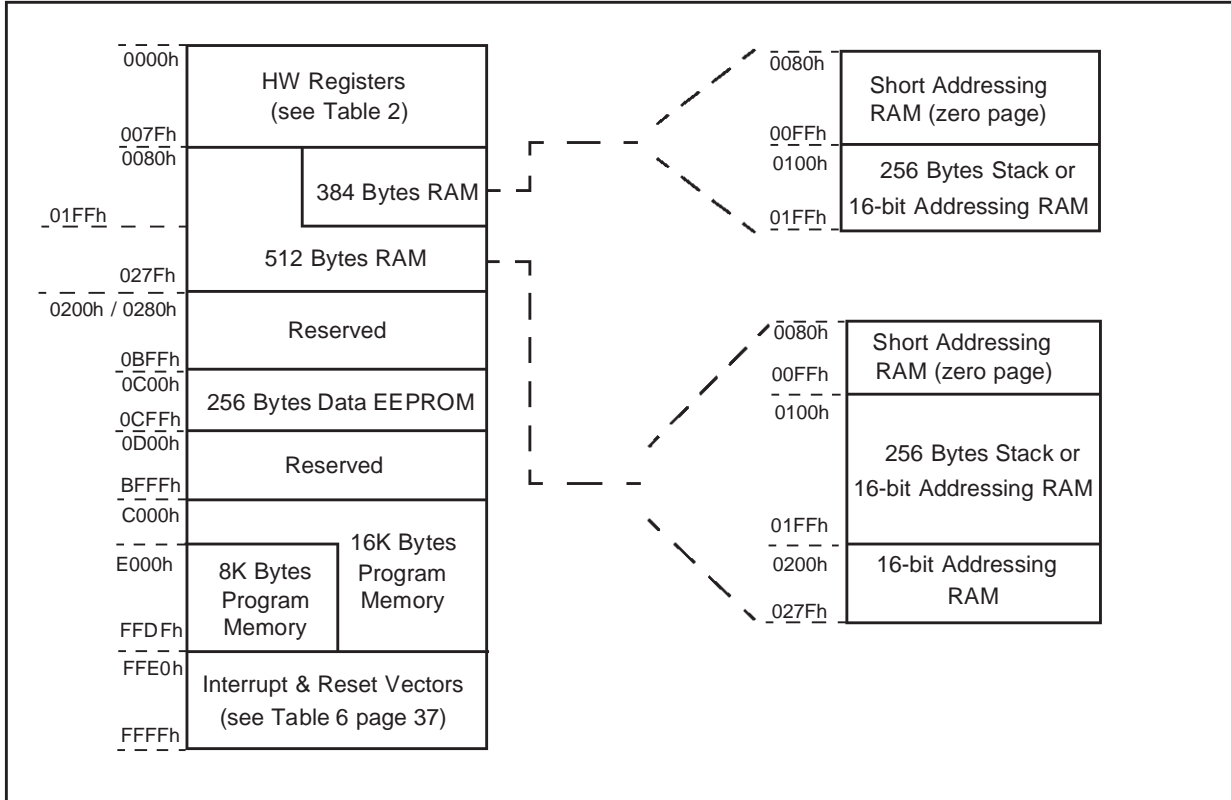 0000h
HW Registers
(see Table 2)
007Fh
0080h
384 Bytes RAM
01FFh
512 Bytes RAM
027Fh
0200h / 0280h
Reserved
0BFFh
0C00h
256 Bytes Data EEPROM
0CFFh
0D00h
Reserved
BFFFh
C000h
16K Bytes
Program
Memory
E000h
8K Bytes
Program
Memory
FFDFh
FFE0h
Interrupt & Reset Vectors
(see Table 6 page 37)
FFFFh
0080h
Short Addressing
RAM (zero page)
00FFh
0100h
256 Bytes Stack or
16-bit Addressing RAM
01FFh
0080h
Short Addressing
RAM (zero page)
00FFh
0100h
256 Bytes Stack or
16-bit Addressing RAM
01FFh
0200h
16-bit Addressing
RAM
027Fh